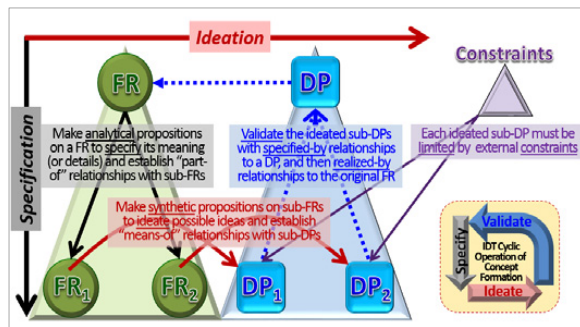 Ideation
Constraints
FR
DP
Specification
Make analytical propositions
on a FR to specify its meaning
(or details) and establish “part-
of” relationships with sub-FRs
Validate the ideated sub-DPs
with specified-by relationships
to a DP, and then realized-by
relationships to the original FR
Each ideated sub-DP must be
limited by external constraints
Make synthetic propositions on sub-FRs
to ideate possible ideas and establish
“means-of” relationships with sub-DPs
FR1
FR2
DP1
DP2
Specify
Validate
IDT Cyclic
Operation of
Concept
Formation
Ideate